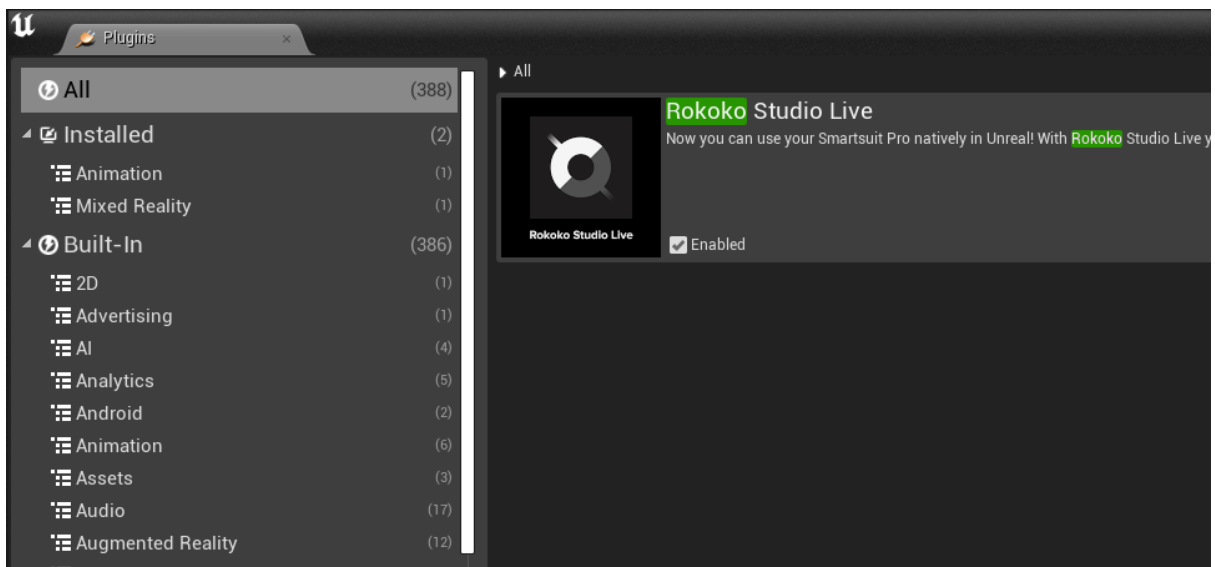 Plugins
All (388)
Installed (2)
Animation (1)
Mixed Reality (1)
Built-In (386)
2D (1)
Advertising (1)
AI (4)
Analytics (5)
Android (2)
Animation (6)
Assets (3)
Audio (17)
Augmented Reality (12)
All
Rokoko Studio Live
Now you can use your Smartsuit Pro natively in Unreal! With Rokoko Studio Live y
Rokoko Studio Live
Enabled